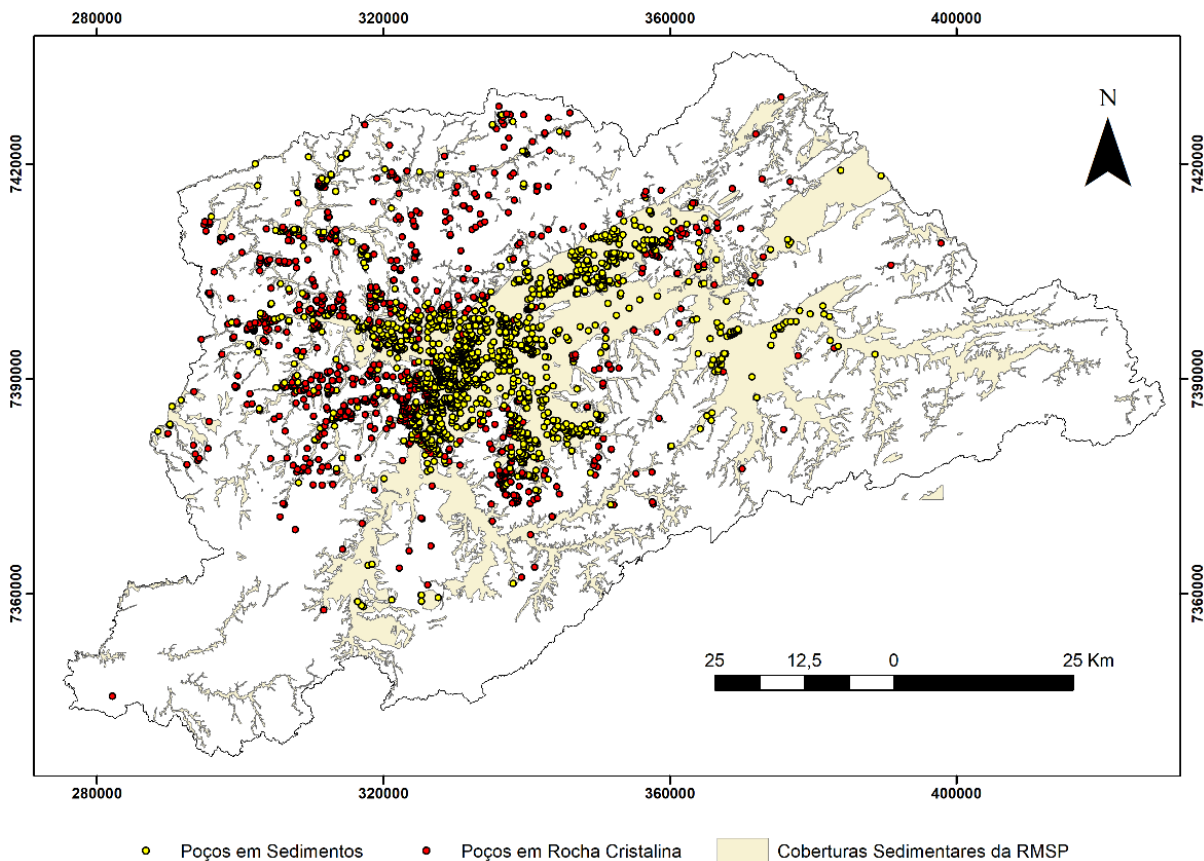 280000 320000 360000 400000
N
7420000 7420000
7390000 7390000
7360000 7360000
25 12,5 0 25 Km
280000 320000 360000 400000
Poços em Sedimentos Poços em Rocha Cristalina Coberturas Sedimentares da RMSP